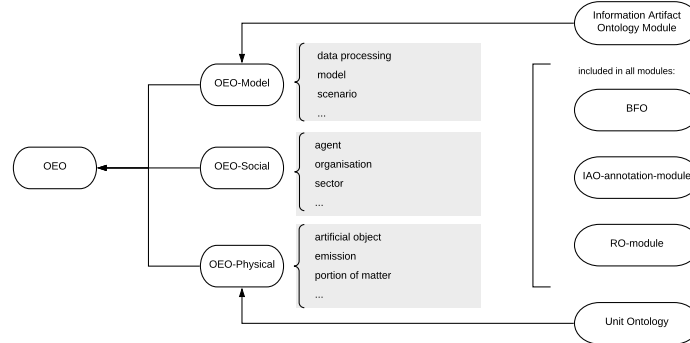 Information Artifact
Ontology Module
OEO-Model
data processing
model
scenario
...
included in all modules:
BFO
OEO
OEO-Social
agent
organisation
sector
...
IAO-annotation-module
OEO-Physical
artificial object
emission
portion of matter
...
RO-module
Unit Ontology